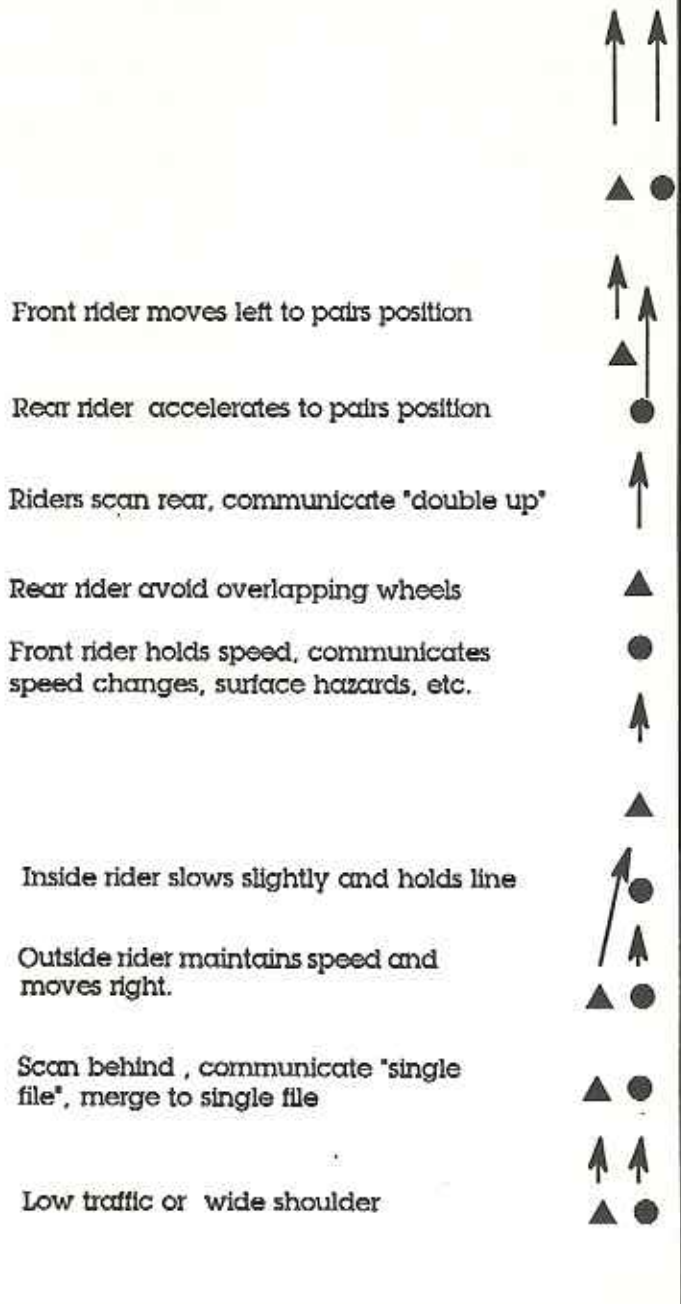 Front rider moves left to pairs position
Rear rider accelerates to pairs position
Riders scan rear, communicate "double up"
Rear rider avoid overlapping wheels
Front rider holds speed, communicates
speed changes, surface hazards, etc.
Inside rider slows slightly and holds line
Outside rider maintains speed and
moves right.
Scan behind , communicate "single
file", merge to single file
Low traffic or wide shoulder